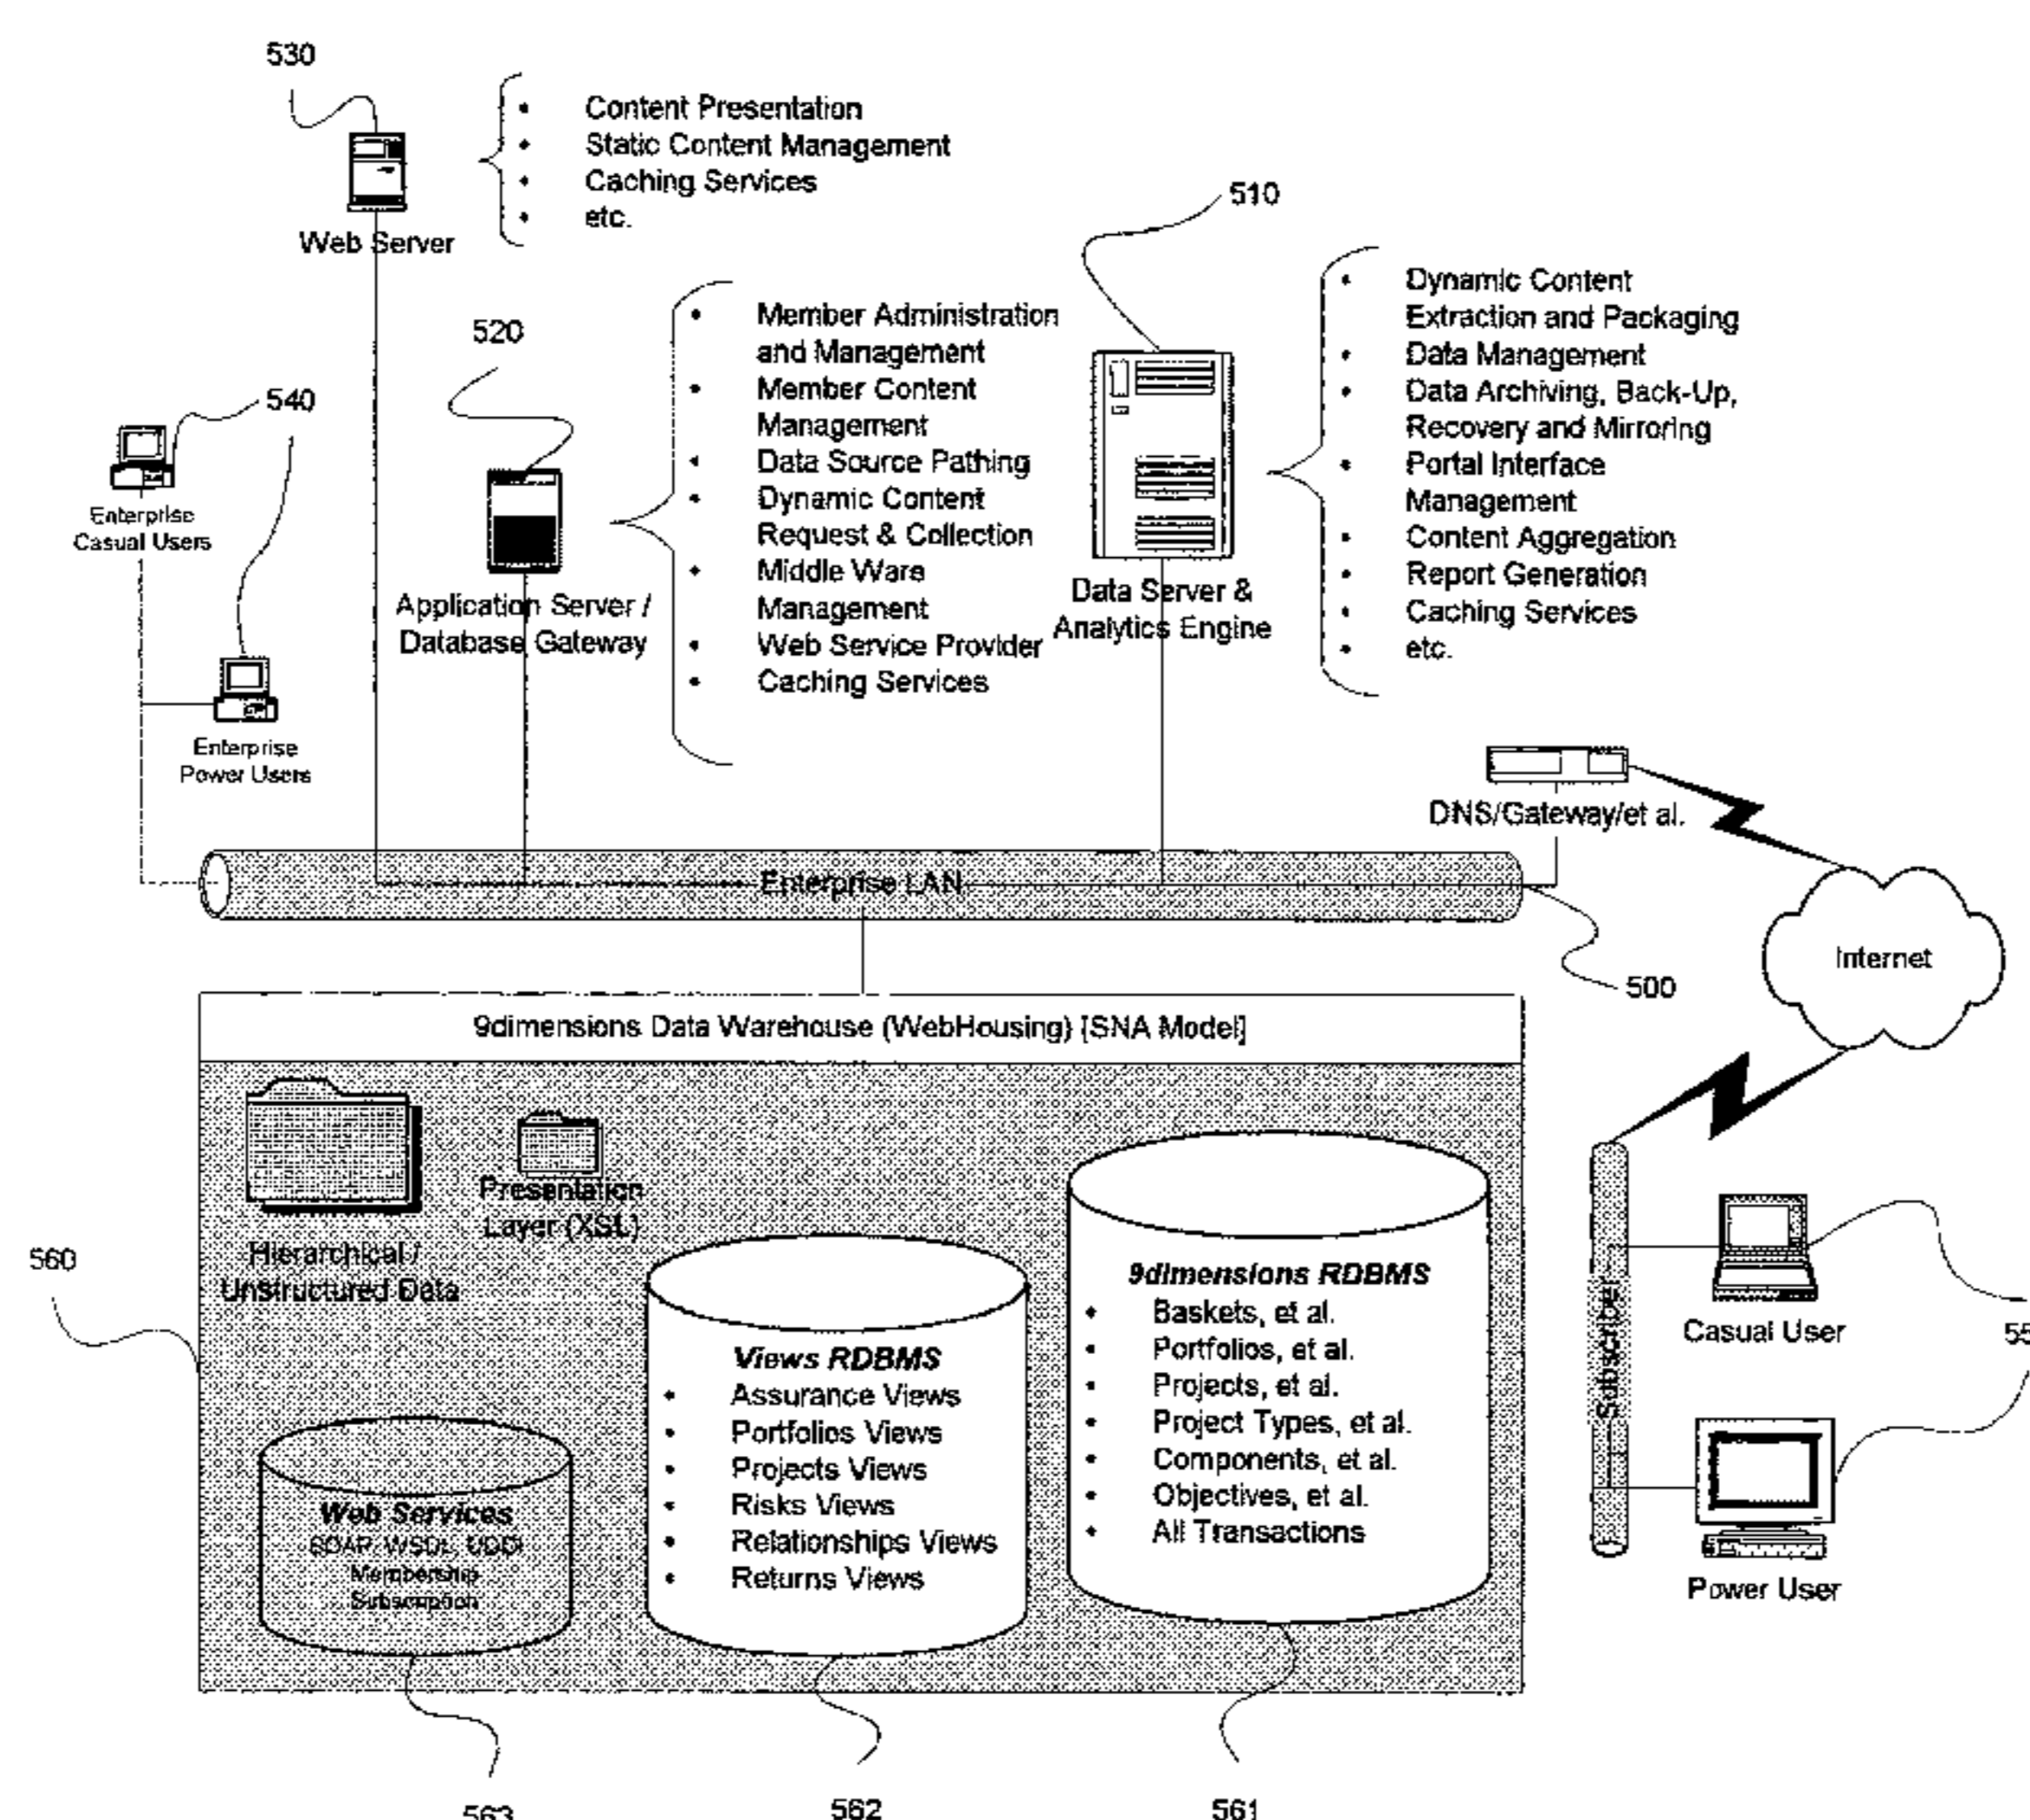 530
• Content Presentation
• Static Content Management
• Caching Services
• etc.
Web Server
510
520
• Member Administration
and Management
• Member Content
Management
• Data Source Pathing
• Dynamic Content
Request & Collection
• Middle Ware
Management
• Web Service Provider
• Caching Services
• Dynamic Content
Extraction and Packaging
• Data Management
• Data Archiving, Back-Up,
Recovery and Mirroring
• Portal Interface
Management
• Content Aggregation
• Report Generation
• Caching Services
• etc.
540
Enterprise
Casual Users
Application Server /
Database Gateway
Data Server &
Analytics Engine
Enterprise
Power Users
DNS/Gateway/et al.
Enterprise LAN
Internet
500
9dimensions Data Warehouse (WebHousing) [SNA Model]
Presentation
Layer (XSL)
Hierarchical /
Unstructured Data
560
9dimensions RDBMS
• Baskets, et al.
• Portfolios, et al.
• Projects, et al.
• Project Types, et al.
• Components, et al.
• Objectives, et al.
• All Transactions
Views RDBMS
• Assurance Views
• Portfolios Views
• Projects Views
• Risks Views
• Relationships Views
• Returns Views
Web Services
SOAP, WSDL, UDDI
Membership
Subscription
Subscriber
Casual User
Power User
563
562
561